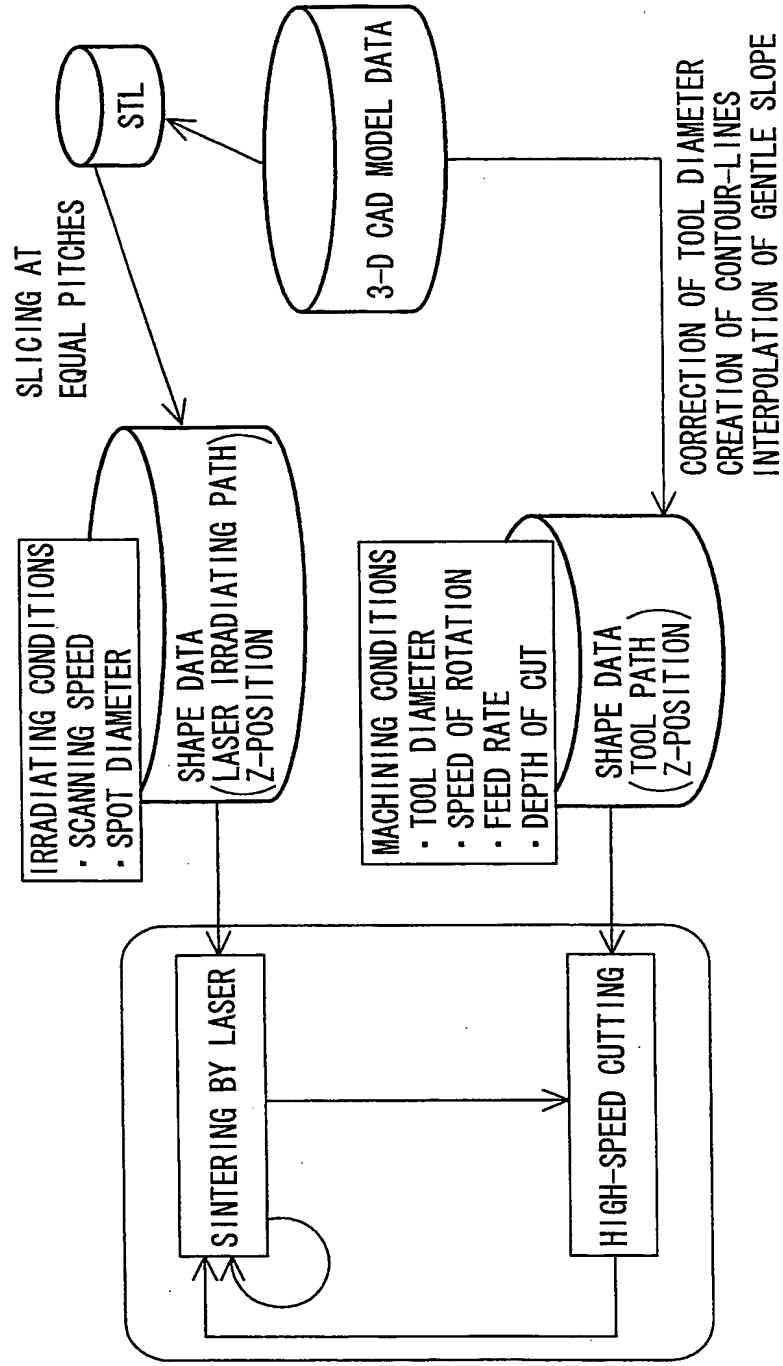 STL
3-D CAD MODEL DATA
SLICING AT
EQUAL PITCHES
CORRECTION OF TOOL DIAMETER
CREATION OF CONTOUR-LINES
INTERPOLATION OF GENTLE SLOPE
IRRADIATING CONDITIONS
・SCANNING SPEED
・SPOT DIAMETER
SHAPE DATA
(LASER IRRADIATING PATH)
(Z-POSITION)
MACHINING CONDITIONS
・TOOL DIAMETER
・SPEED OF ROTATION
・FEED RATE
・DEPTH OF CUT
SHAPE DATA
(TOOL PATH)
(Z-POSITION)
SINTERING BY LASER
HIGH-SPEED CUTTING